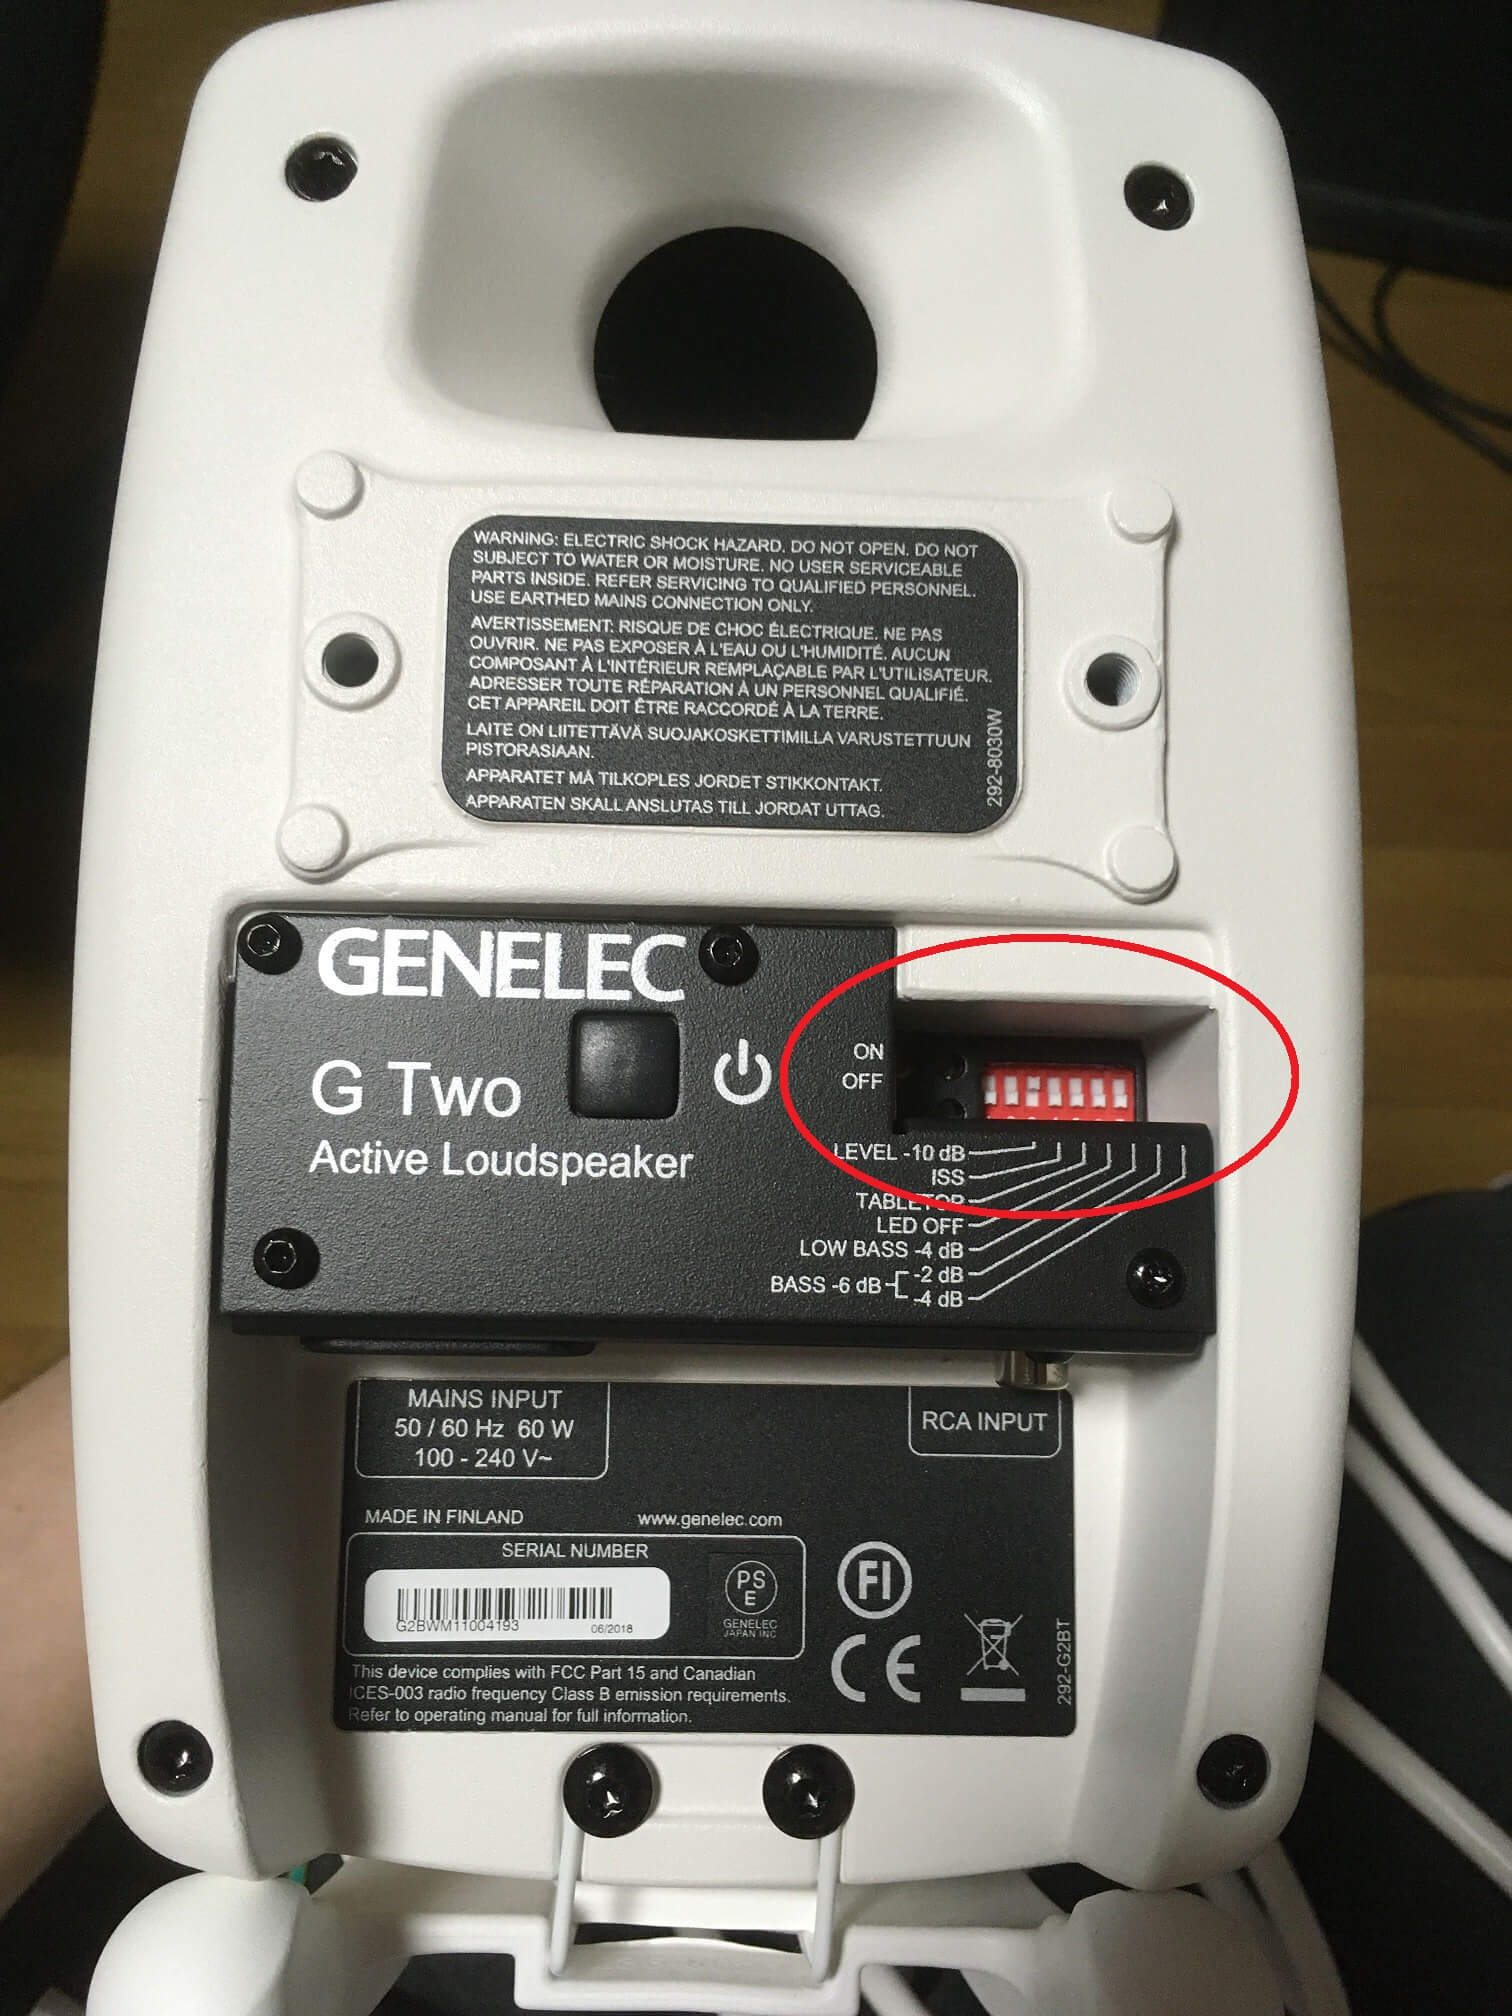 WARNING: ELECTRIC SHOCK HAZARD. DO NOT OPEN. DO NOT
SUBJECT TO WATER OR MOISTURE. NO USER SERVICEABLE
PARTS INSIDE. REFER SERVICING TO QUALIFIED PERSONNEL.
USE EARTHED MAINS CONNECTION ONLY.
AVERTISSEMENT: RISQUE DE CHOC ÉLECTRIQUE. NE PAS
OUVRIR. NE PAS EXPOSER À L'EAU OU L'HUMIDITÉ. AUCUN
COMPOSANT À L'INTÉRIEUR REMPLAÇABLE PAR L'UTILISATEUR.
ADRESSER TOUTE RÉPARATION À UN PERSONNEL QUALIFIÉ.
CET APPAREIL DOIT ÊTRE RACCORDÉ À LA TERRE.
LAITE ON LIITETTÄVÄ SUOJAKOSKETTIMILLA VARUSTETTUUN
PISTORASIAAN.
APPARATET MÅ TILKOPLES JORDET STIKKONTAKT.
APPARATEN SKALL ANSLUTAS TILL JORDAT UTTAG.
292-8030W
GENELEC
G Two
Active Loudspeaker
ON
OFF
LEVEL -10 dB
ISS
TABLETOP
LED OFF
LOW BASS -4 dB
BASS -6 dB
-2 dB
-4 dB
MAINS INPUT
50 / 60 Hz 60 W
100 - 240 V~
RCA INPUT
MADE IN FINLAND
www.genelec.com
SERIAL NUMBER
G2BWM11004193
06/2018
PS
E
GENELEC
JAPAN INC
FI
CE
292-G2BT
This device complies with FCC Part 15 and Canadian
ICES-003 radio frequency Class B emission requirements.
Refer to operating manual for full information.